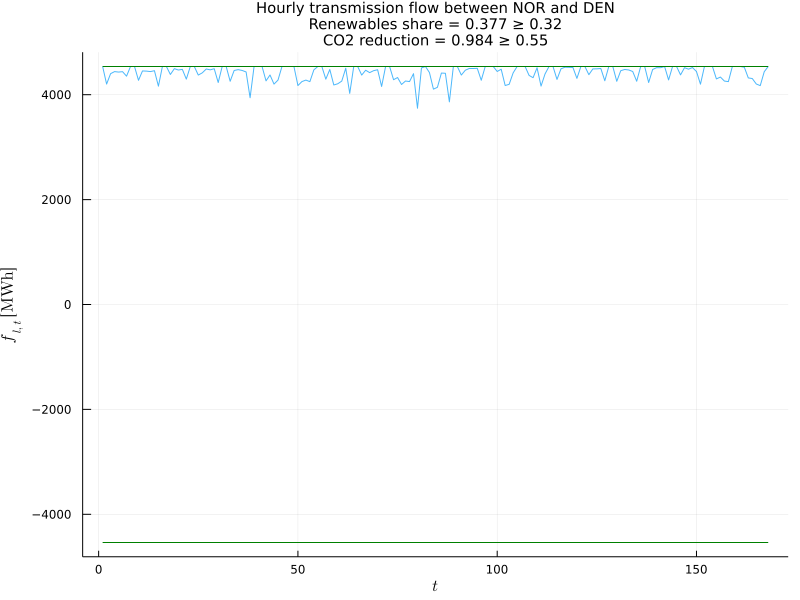 Hourly transmission flow between NOR and DEN
Renewables share = 0.377 ≥ 0.32
CO2 reduction = 0.984 ≥ 0.55
4000
2000
0
−2000
−4000
f l,t [MWh]
0 50 100 150
t